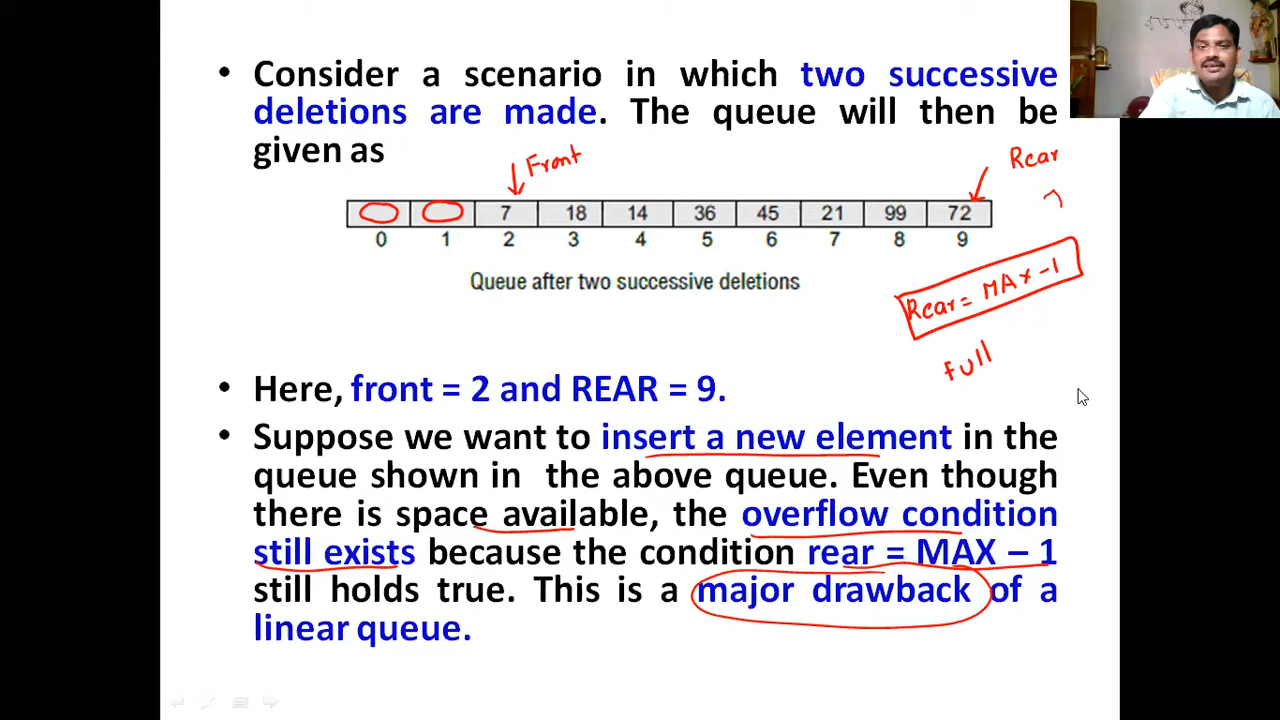 • Consider a scenario in which two successive
deletions are made. The queue will then be
given as
Front
Rear
7 18 14 36 45 21 99 72
0 1 2 3 4 5 6 7 8 9
Queue after two successive deletions
Rear = MAX -1
full
• Here, front = 2 and REAR = 9.
• Suppose we want to insert a new element in the
queue shown in the above queue. Even though
there is space available, the overflow condition
still exists because the condition rear = MAX – 1
still holds true. This is a major drawback of a
linear queue.